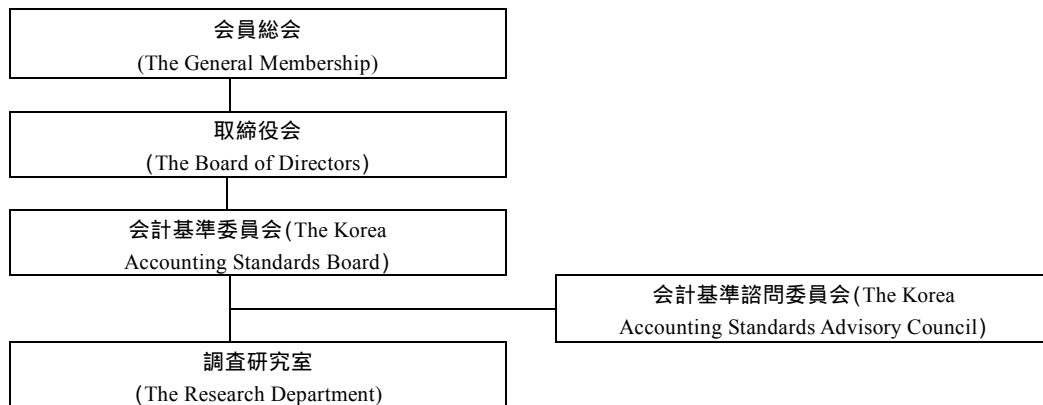 会員総会
(The General Membership)
取締役会
(The Board of Directors)
会計基準委員会(The Korea
Accounting Standards Board)
会計基準諮問委員会(The Korea
Accounting Standards Advisory Council)
調査研究室
(The Research Department)